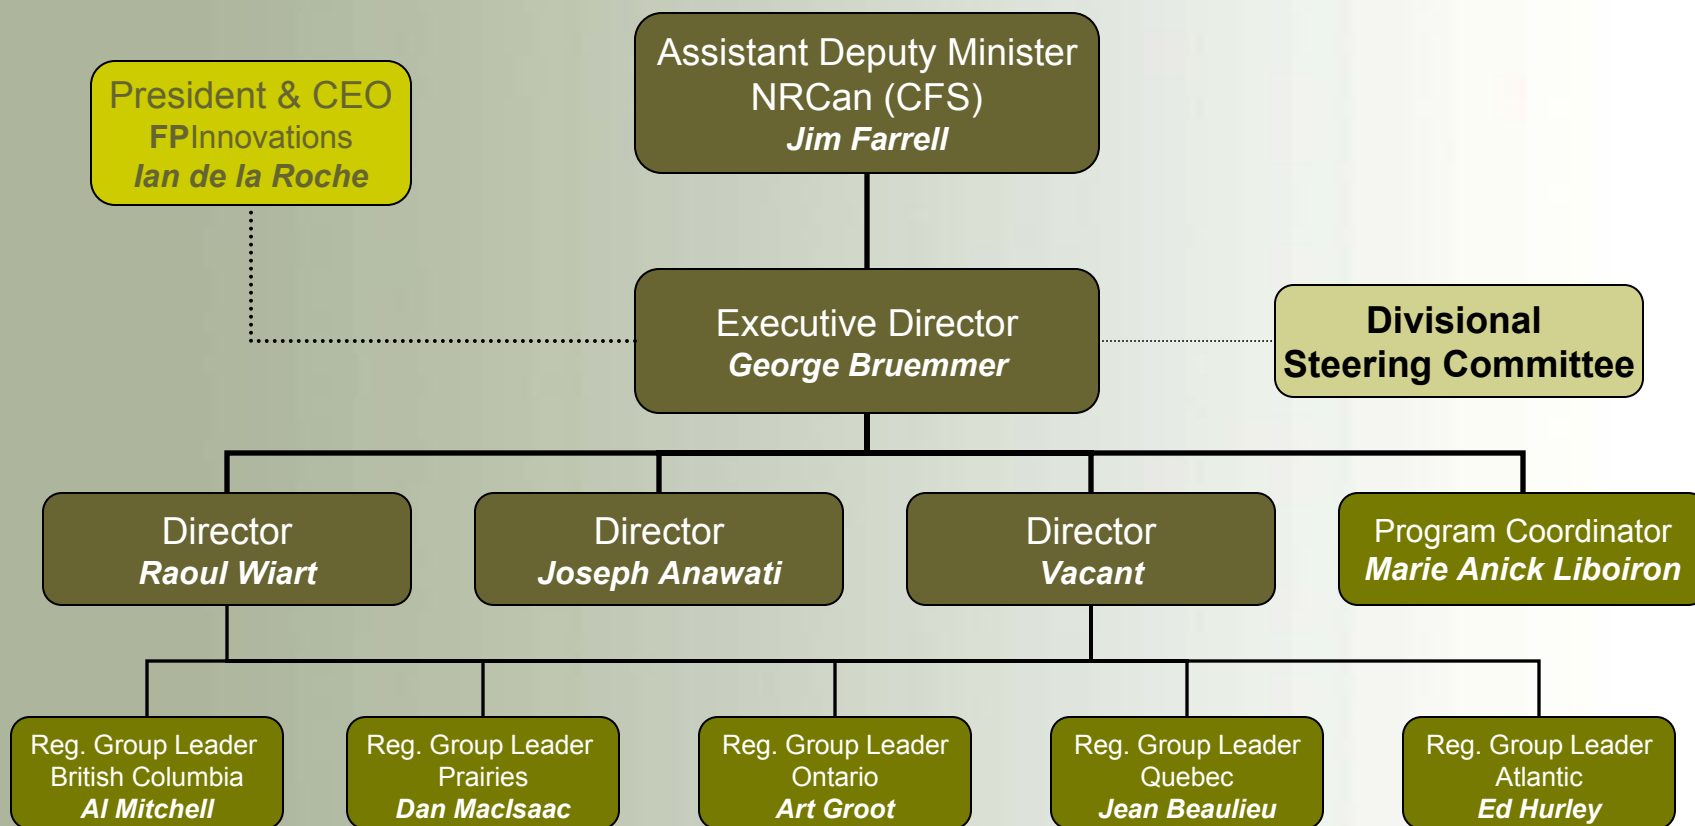 Assistant Deputy Minister
NRCan (CFS)
Jim Farrell
President & CEO
FPInnovations
Ian de la Roche
Executive Director
George Bruemmer
Divisional
Steering Committee
Director
Raoul Wiart
Director
Joseph Anawati
Director
Vacant
Program Coordinator
Marie Anick Liboiron
Reg. Group Leader
British Columbia
Al Mitchell
Reg. Group Leader
Prairies
Dan MacIsaac
Reg. Group Leader
Ontario
Art Groot
Reg. Group Leader
Quebec
Jean Beaulieu
Reg. Group Leader
Atlantic
Ed Hurley